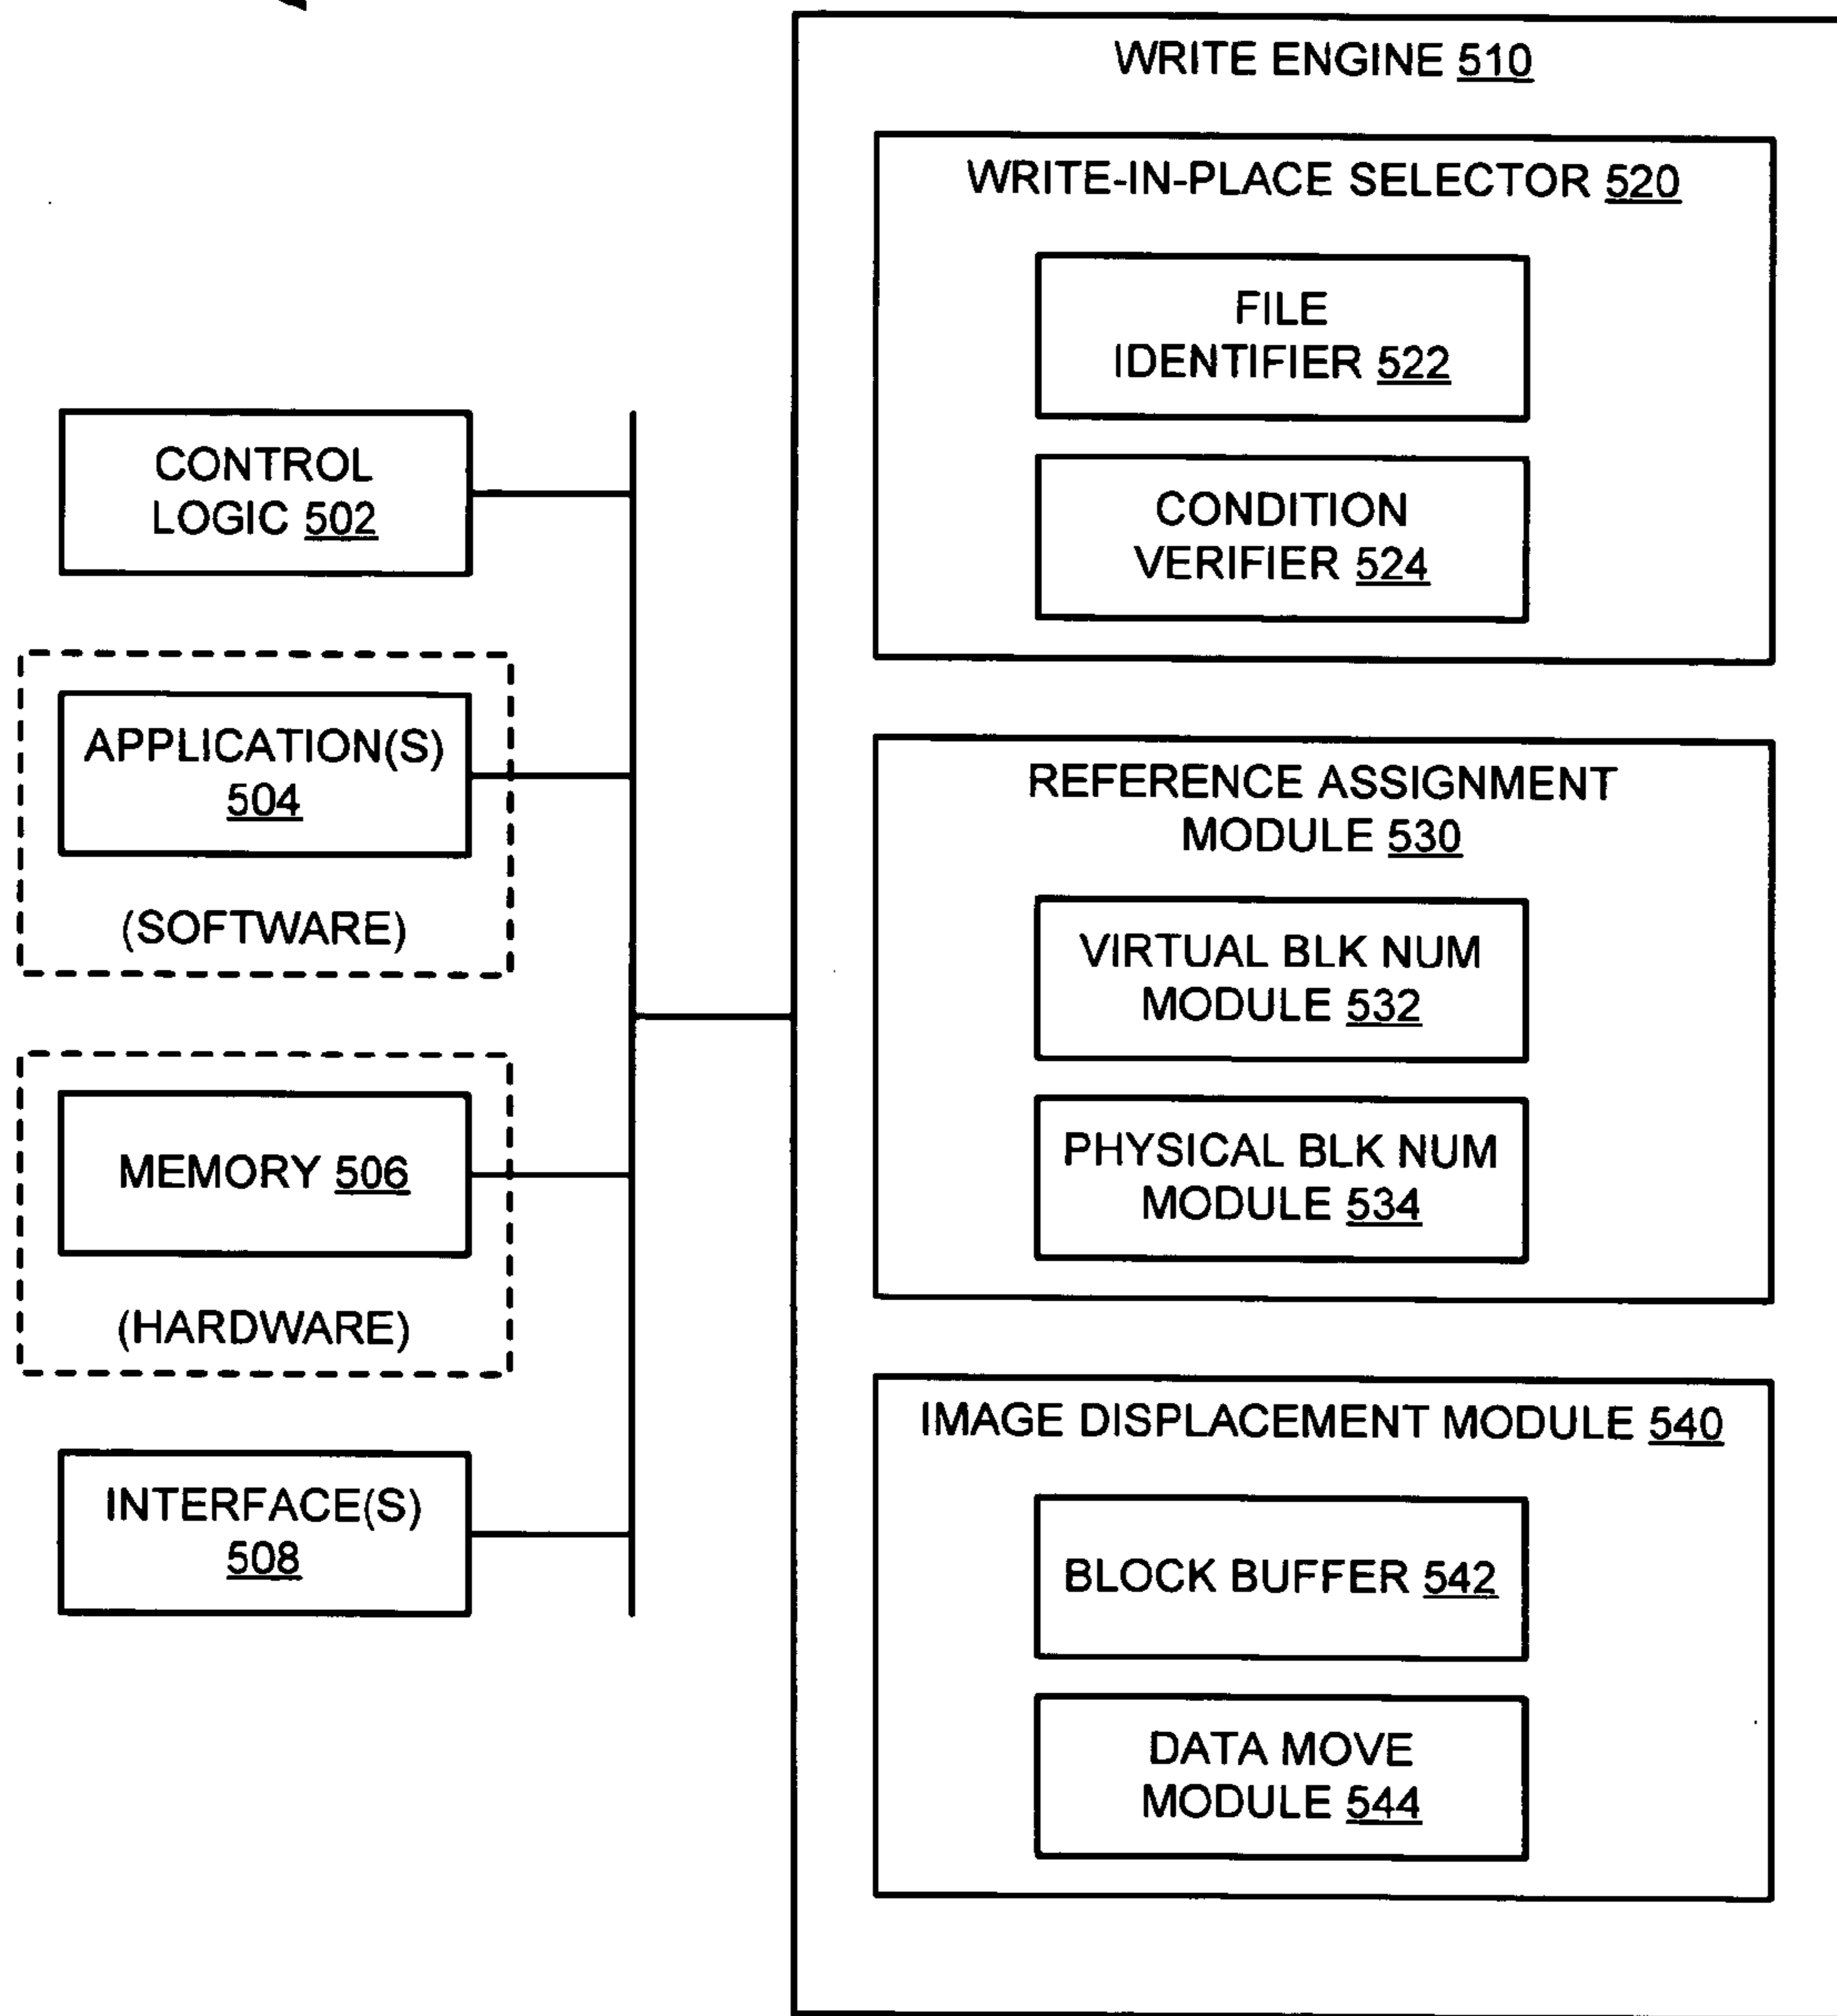 WRITE ENGINE 510
WRITE-IN-PLACE SELECTOR 520
FILE
IDENTIFIER 522
CONDITION
VERIFIER 524
CONTROL
LOGIC 502
APPLICATION(S)
504
(SOFTWARE)
MEMORY 506
(HARDWARE)
INTERFACE(S)
508
REFERENCE ASSIGNMENT
MODULE 530
VIRTUAL BLK NUM
MODULE 532
PHYSICAL BLK NUM
MODULE 534
IMAGE DISPLACEMENT MODULE 540
BLOCK BUFFER 542
DATA MOVE
MODULE 544